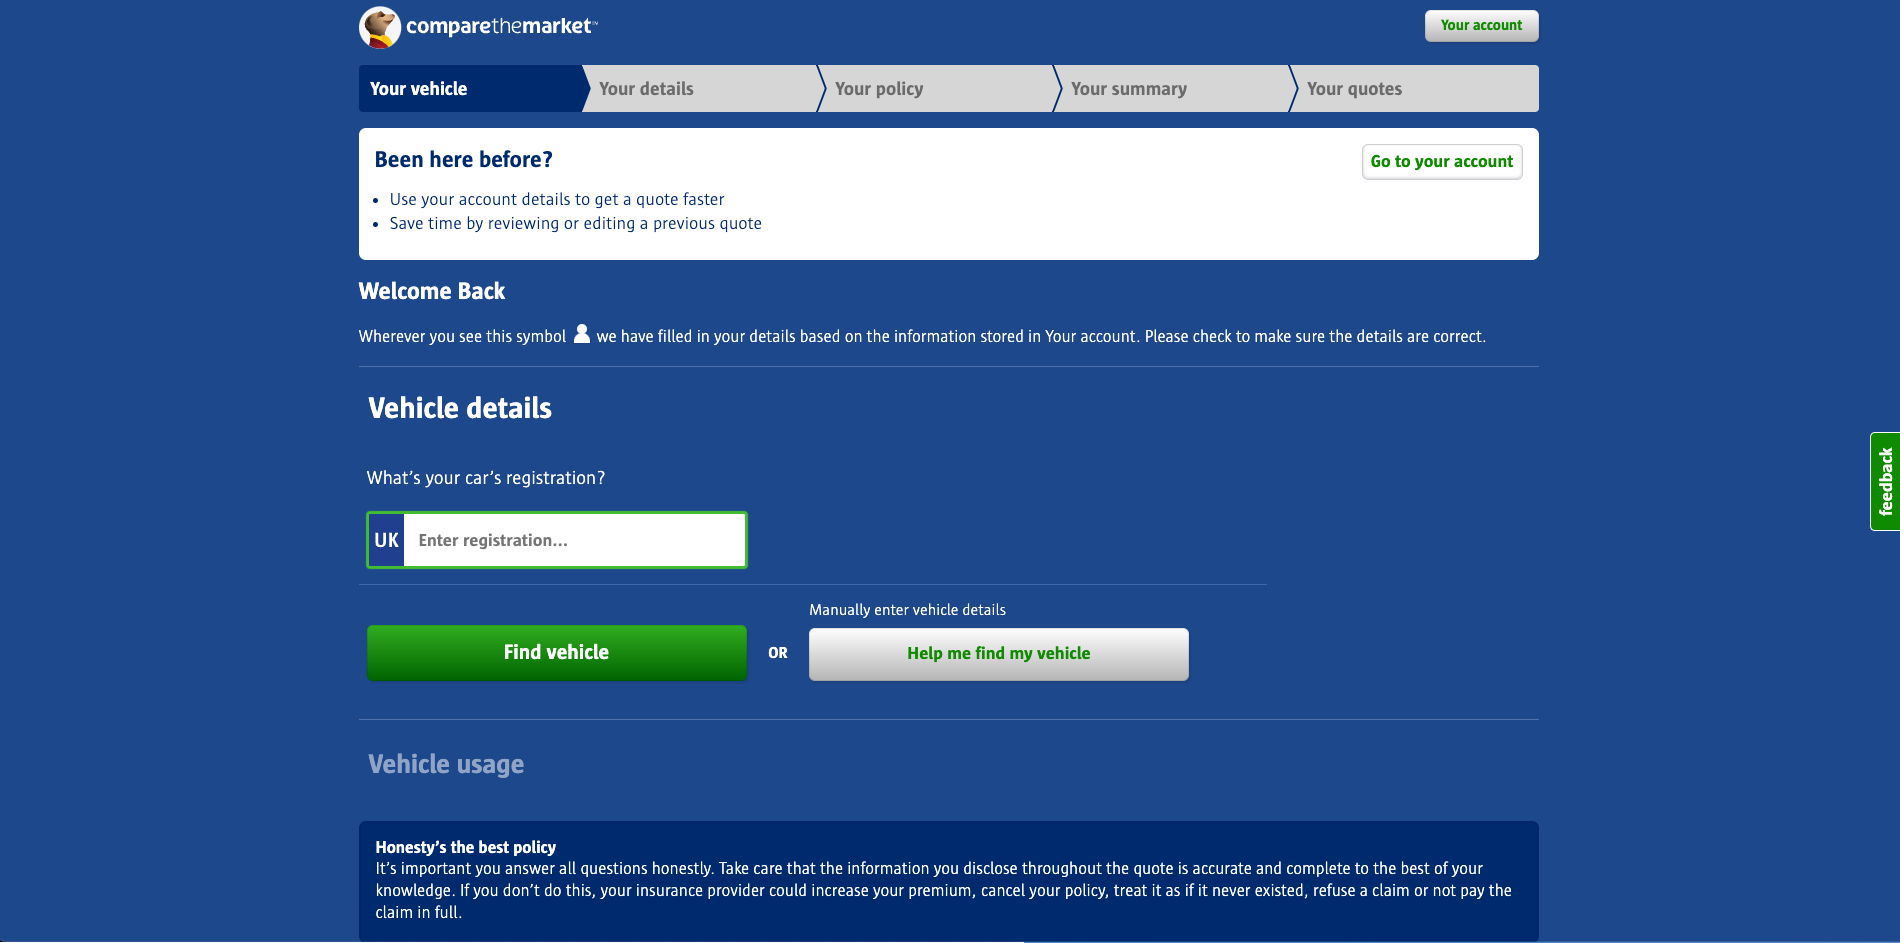 comparethemarket™
Your account
Your vehicle
Your details
Your policy
Your summary
Your quotes
Been here before?
Go to your account
• Use your account details to get a quote faster
• Save time by reviewing or editing a previous quote
Welcome Back
Wherever you see this symbol we have filled in your details based on the information stored in Your account. Please check to make sure the details are correct.
Vehicle details
What's your car's registration?
UK Enter registration...
Manually enter vehicle details
Find vehicle
OR
Help me find my vehicle
feedback
Vehicle usage
Honesty's the best policy
It's important you answer all questions honestly. Take care that the information you disclose throughout the quote is accurate and complete to the best of your
knowledge. If you don't do this, your insurance provider could increase your premium, cancel your policy, treat it as if it never existed, refuse a claim or not pay the
claim in full.